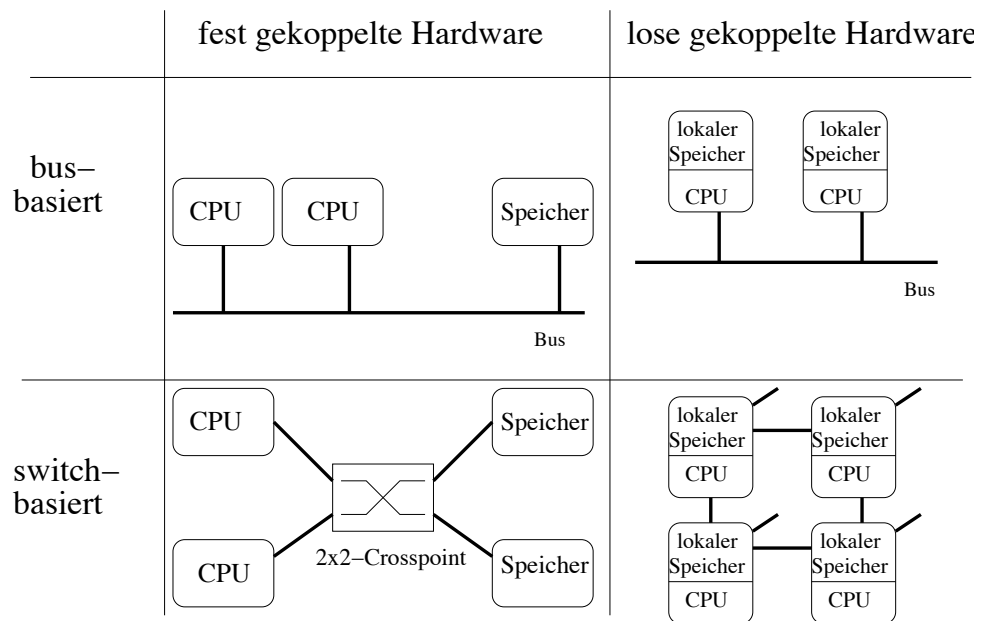 fest gekoppelte Hardware
lose gekoppelte Hardware
bus–
basiert
CPU
CPU
Speicher
Bus
lokaler
Speicher
CPU
lokaler
Speicher
CPU
Bus
switch–
basiert
CPU
Speicher
CPU
2x2–Crosspoint
Speicher
lokaler
Speicher
CPU
lokaler
Speicher
CPU
lokaler
Speicher
CPU
lokaler
Speicher
CPU